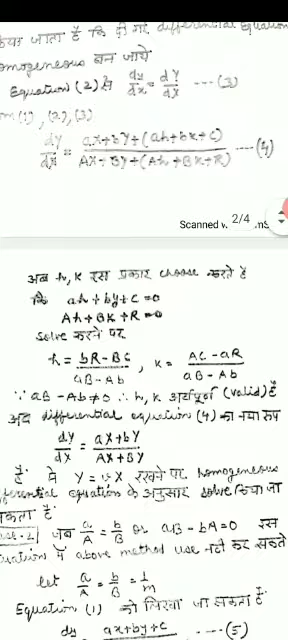 किया जाता है कि दी गई differential Equation
homogeneous बन जाये
Equation (2) से dy/dx = dY/dX --- (3)
(1), (2), (3)
dY/dX = aX+bY+(ah+bk+c) / AX+BY+(Ah+Bk+R) --- (4)
Scanned
2/4
अब h, k इस प्रकार choose करते है
कि ah+bk+c=0
Ah+BK+R=0
solve करने पर
h = bR-BC / aB-Ab , K = AC-aR / aB-Ab
∵ aB-Ab≠0 ∴ h, k अर्थपूर्ण (valid) है
अब differential equation (4) का नया रूप
dY/dX = aX+bY / AX+BY
है में Y=vX रखने पर homogeneous
differential equation के अनुसार solve किया जा
सकता है
जब a/A = b/B or aB-bA=0 इस
में above method use नहीं कर सकते
let a/A = b/B = 1/m
Equation (1) को लिखा जा सकता है
dy ax+by+c --- (5)